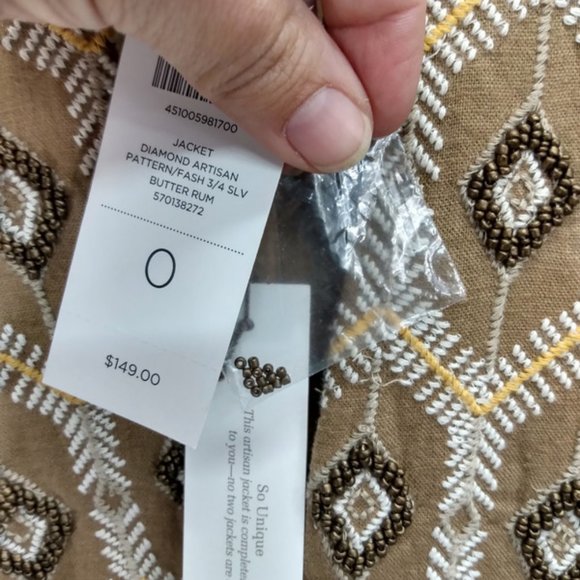 451005981700
JACKET
DIAMOND ARTISAN
PATTERN/FASH 3/4 SLV
BUTTER RUM
570138272
0
$149.00
So Unique
This artisan jacket is complete
to you—no two jackets are